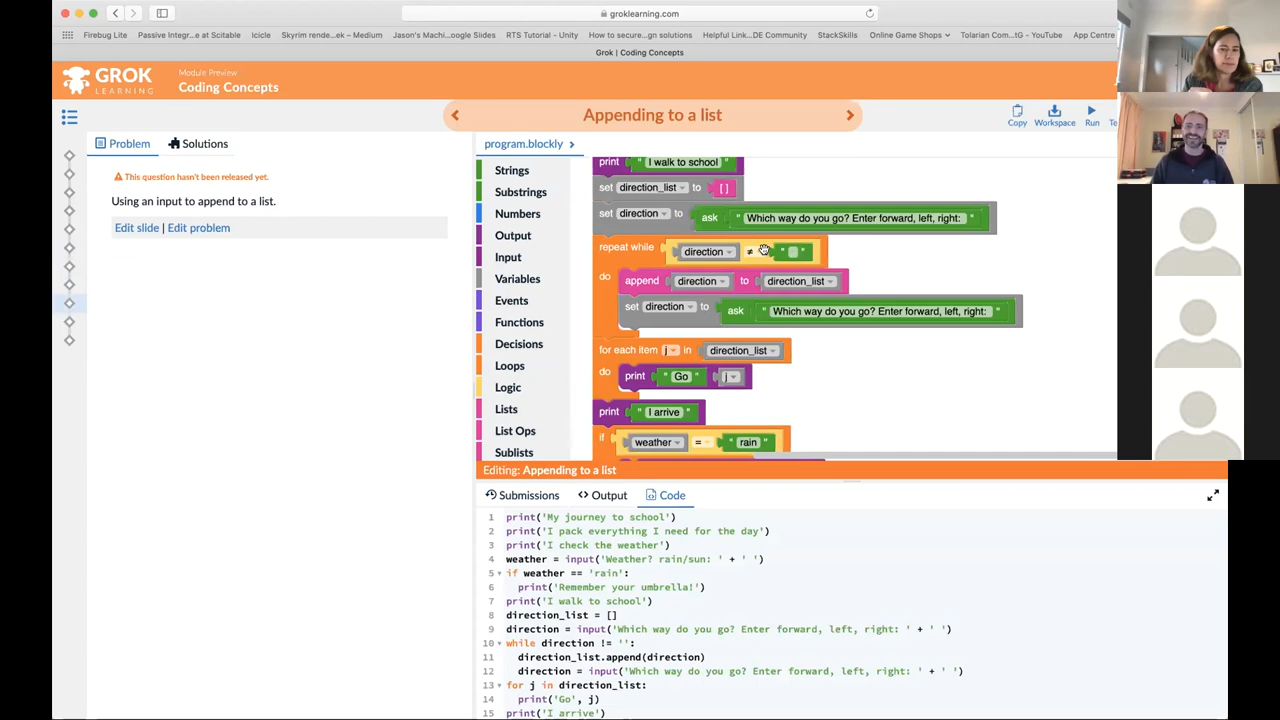 groklearning.com
Firebug Lite Passive Integr...e at Scitable Icicle Skyrim rende...ek – Medium Jason's Machi...oogle Slides RTS Tutorial - Unity How to secure...gn solutions Helpful Link...DE Community StackSkills Online Game Shops Tolarian Com...tG - YouTube App Centre
Grok | Coding Concepts
GROK
LEARNING
Module Preview
Coding Concepts
Appending to a list
Copy Workspace Run Te
Problem Solutions
This question hasn't been released yet.
Using an input to append to a list.
Edit slide | Edit problem
program.blockly
Strings
Substrings
Numbers
Output
Input
Variables
Events
Functions
Decisions
Loops
Logic
Lists
List Ops
Sublists
print " I walk to school "
set direction_list to [ ]
set direction to ask " Which way do you go? Enter forward, left, right: "
repeat while direction ≠ " "
do append direction to direction_list
set direction to ask " Which way do you go? Enter forward, left, right: "
for each item j in direction_list
do print " Go " j
print " I arrive "
if weather = " rain "
Editing: Appending to a list
Submissions <> Output Code
1 print('My journey to school')
2 print('I pack everything I need for the day')
3 print('I check the weather')
4 weather = input('Weather? rain/sun: ' + ' ')
5 if weather == 'rain':
6 print('Remember your umbrella!')
7 print('I walk to school')
8 direction_list = []
9 direction = input('Which way do you go? Enter forward, left, right: ' + ' ')
10 while direction != '':
11 direction_list.append(direction)
12 direction = input('Which way do you go? Enter forward, left, right: ' + ' ')
13 for j in direction_list:
14 print('Go', j)
15 print('I arrive')